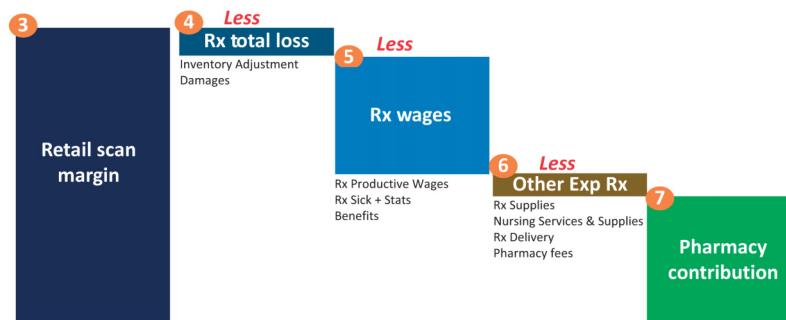 3
Retail scan
margin
4
Less
Rx total loss
Inventory Adjustment
Damages
5
Less
Rx wages
Rx Productive Wages
Rx Sick + Stats
Benefits
6
Less
Other Exp Rx
Rx Supplies
Nursing Services & Supplies
Rx Delivery
Pharmacy fees
7
Pharmacy
contribution